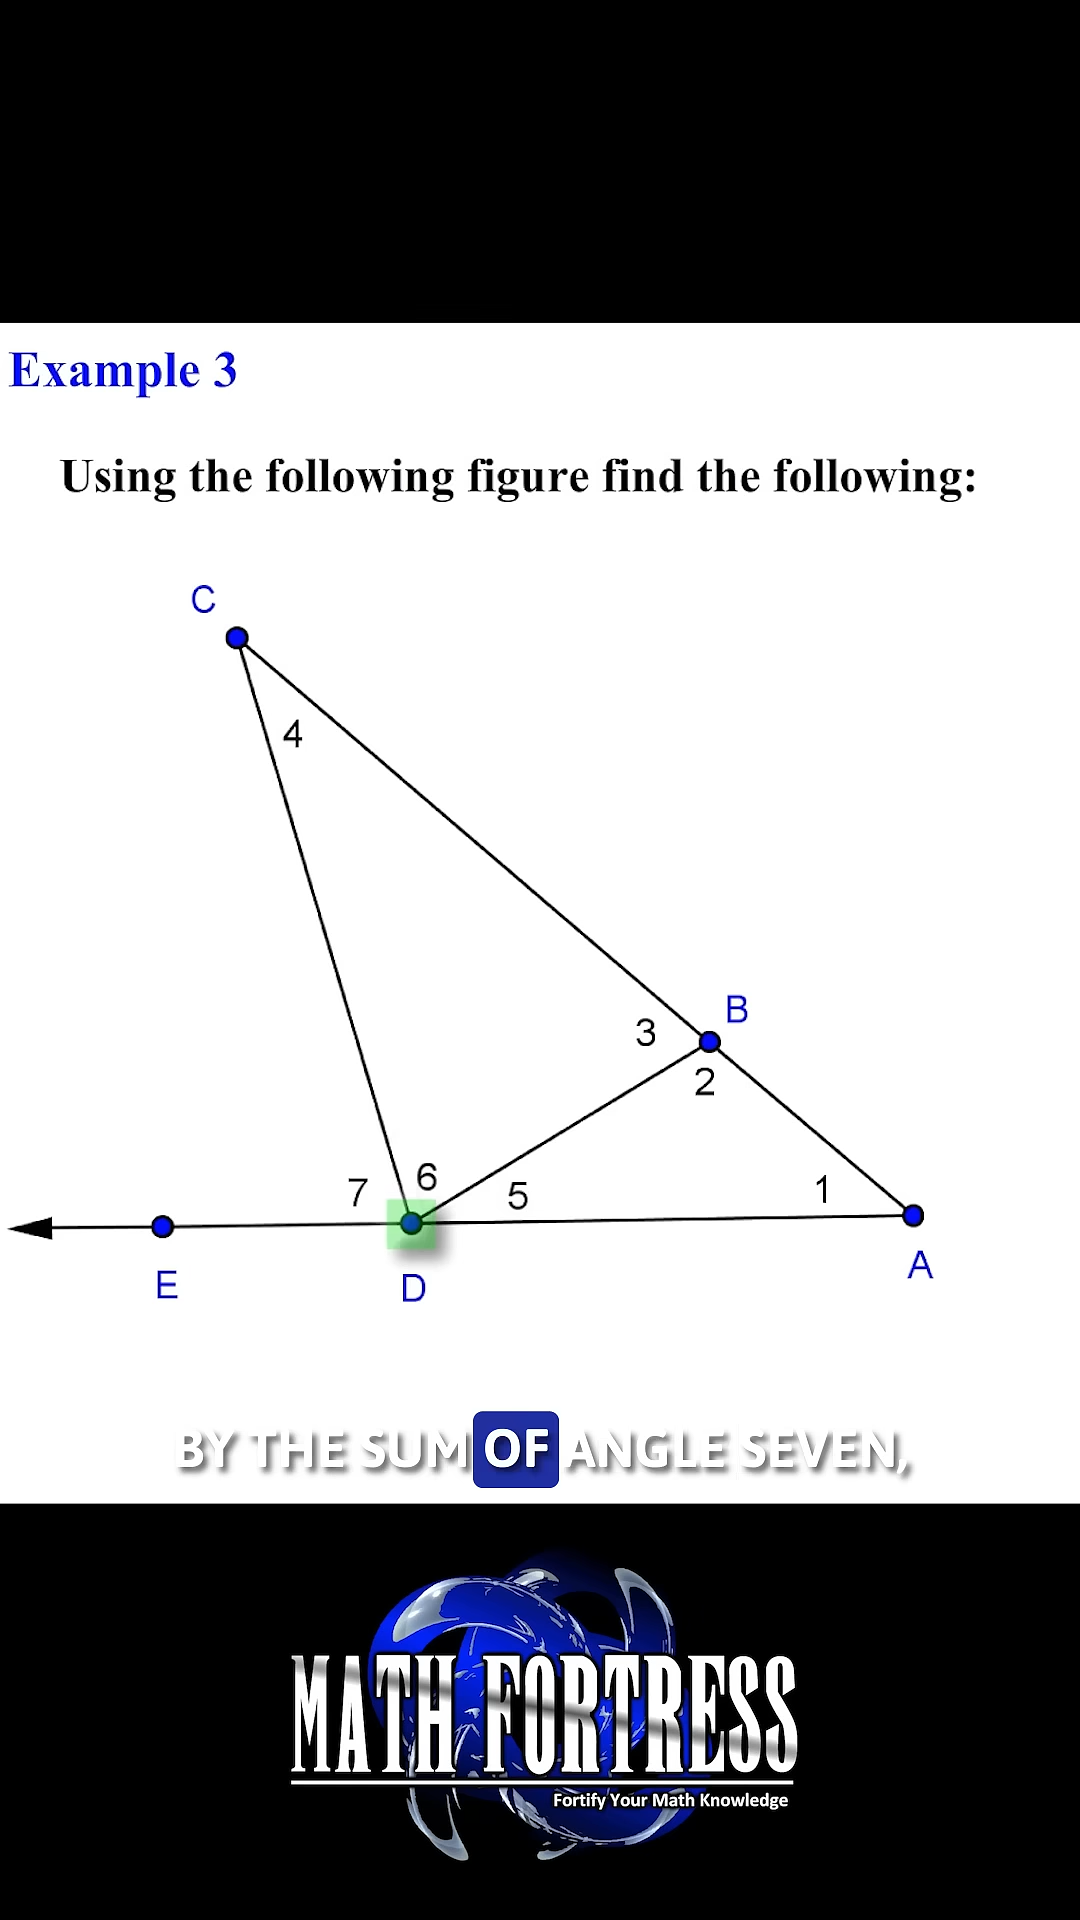 Example 3
Using the following figure find the following:
C
4
B
3
2
7 6 5 1
E D A
BY THE SUM OF ANGLE SEVEN,
MATH FORTRESS
Fortify Your Math Knowledge